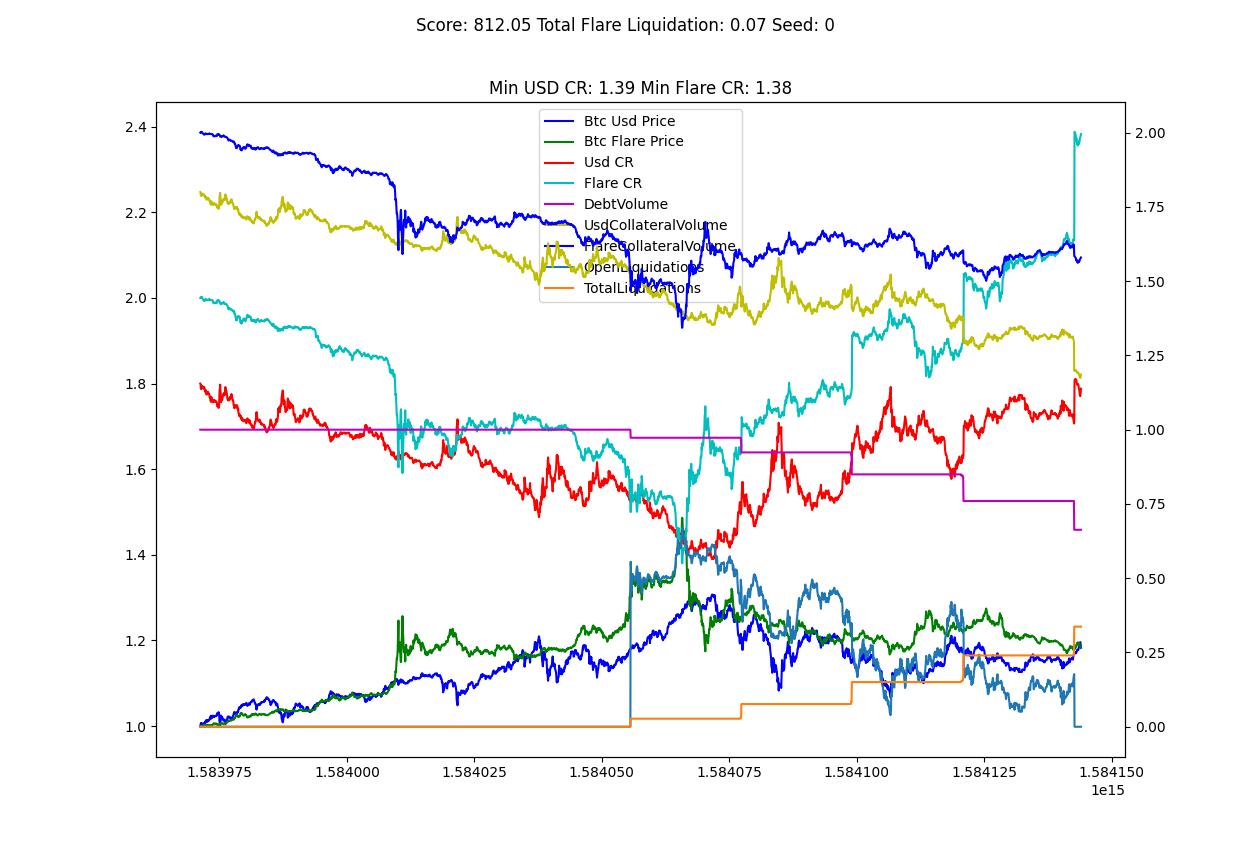 Score: 812.05 Total Flare Liquidation: 0.07 Seed: 0
Min USD CR: 1.39 Min Flare CR: 1.38
Btc Usd Price
Btc Flare Price
Usd CR
Flare CR
DebtVolume
UsdCollateralVolume
FlareCollateralVolume
OpenLiquidations
TotalLiquidations
2.4
2.2
2.0
1.8
1.6
1.4
1.2
1.0
2.00
1.75
1.50
1.25
1.00
0.75
0.50
0.25
0.00
1.583975 1.584000 1.584025 1.584050 1.584075 1.584100 1.584125 1.584150
1e15